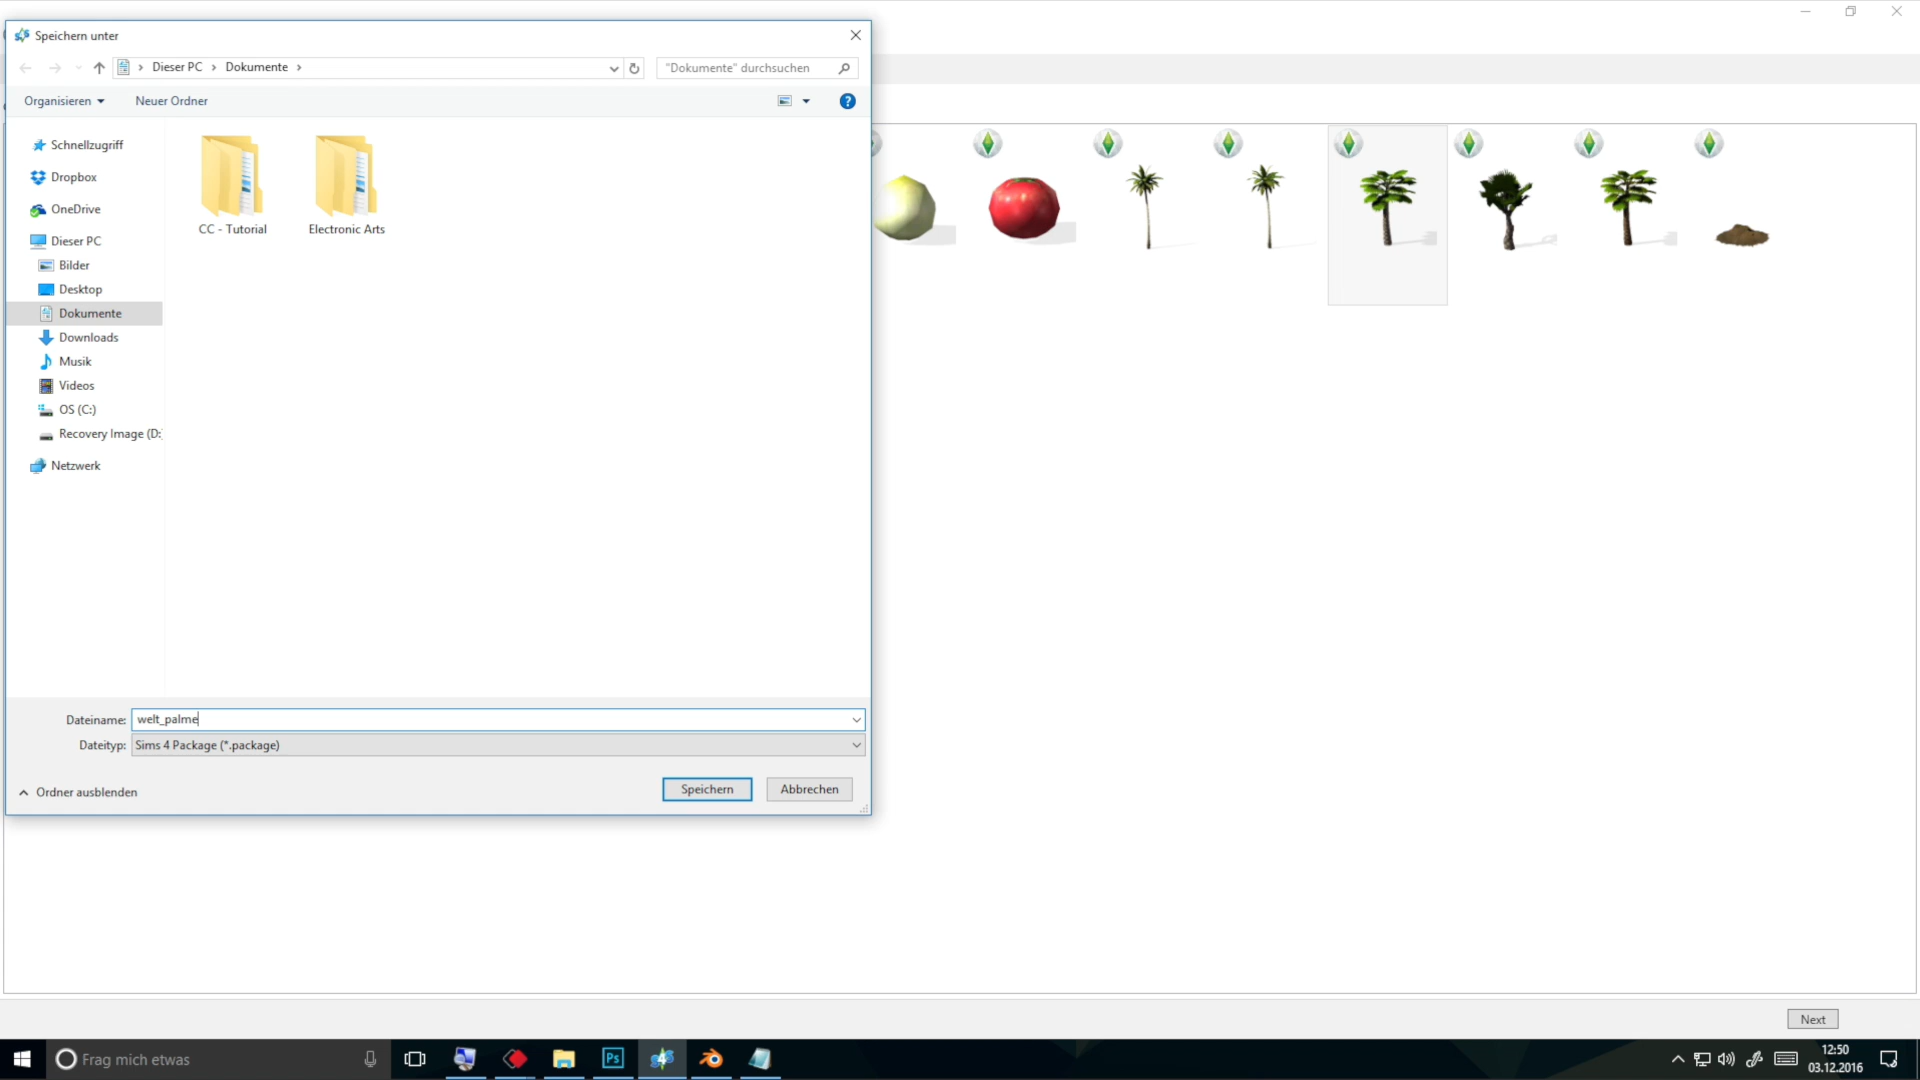 Speichern unter
Dieser PC
Dokumente
"Dokumente" durchsuchen
Organisieren
Neuer Ordner
?
Schnellzugriff
Dropbox
OneDrive
Dieser PC
Bilder
Desktop
Dokumente
Downloads
Musik
Videos
OS (C:)
Recovery Image (D:
Netzwerk
CC - Tutorial
Electronic Arts
Dateiname: welt_palme
Dateityp: Sims 4 Package (*.package)
Ordner ausblenden
Speichern
Abbrechen
Next
Frag mich etwas
Ps
12:50
03.12.2016